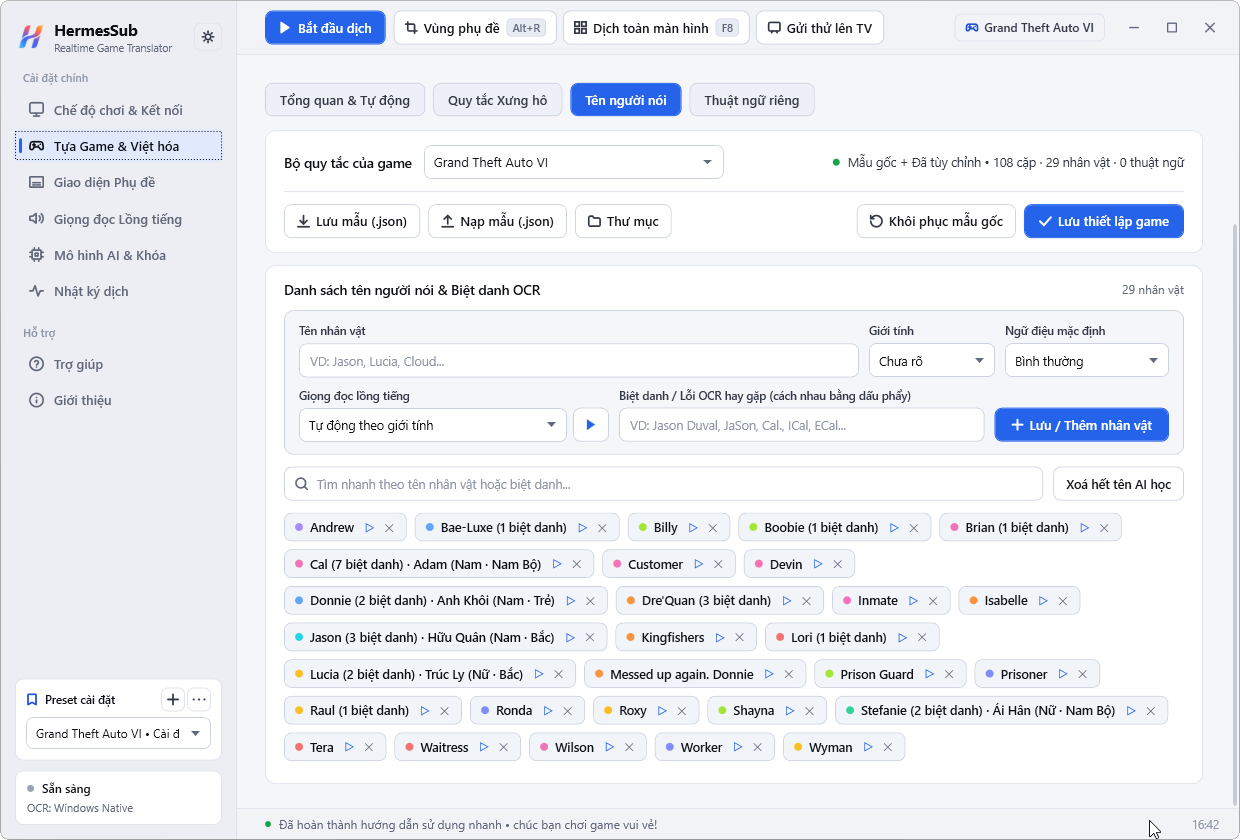 HermesSub
Realtime Game Translator
Bắt đầu dịch
Vùng phụ đề Alt+R
Dịch toàn màn hình F8
Gửi thử lên TV
Grand Theft Auto VI
Cài đặt chính
Chế độ chơi & Kết nối
Tựa Game & Việt hóa
Giao diện Phụ đề
Giọng đọc Lồng tiếng
Mô hình AI & Khóa
Nhật ký dịch
Hỗ trợ
Trợ giúp
Giới thiệu
Preset cài đặt
Grand Theft Auto VI • Cài đ
Sẵn sàng
OCR: Windows Native
Tổng quan & Tự động
Quy tắc Xưng hô
Tên người nói
Thuật ngữ riêng
Bộ quy tắc của game
Grand Theft Auto VI
Mẫu gốc + Đã tùy chỉnh • 108 cặp · 29 nhân vật · 0 thuật ngữ
Lưu mẫu (.json)
Nạp mẫu (.json)
Thư mục
Khôi phục mẫu gốc
Lưu thiết lập game
Danh sách tên người nói & Biệt danh OCR
29 nhân vật
Tên nhân vật
Giới tính
Ngữ điệu mặc định
VD: Jason, Lucia, Cloud...
Chưa rõ
Bình thường
Giọng đọc lồng tiếng
Biệt danh / Lỗi OCR hay gặp (cách nhau bằng dấu phẩy)
Tự động theo giới tính
VD: Jason Duval, JaSon, Cal., ICal, ECal...
Lưu / Thêm nhân vật
Tìm nhanh theo tên nhân vật hoặc biệt danh...
Xoá hết tên AI học
Andrew
Bae-Luxe (1 biệt danh)
Billy
Boobie (1 biệt danh)
Brian (1 biệt danh)
Cal (7 biệt danh) · Adam (Nam · Nam Bộ)
Customer
Devin
Donnie (2 biệt danh) · Anh Khôi (Nam · Trẻ)
Dre'Quan (3 biệt danh)
Inmate
Isabelle
Jason (3 biệt danh) · Hữu Quân (Nam · Bắc)
Kingfishers
Lori (1 biệt danh)
Lucia (2 biệt danh) · Trúc Ly (Nữ · Bắc)
Messed up again. Donnie
Prison Guard
Prisoner
Raul (1 biệt danh)
Ronda
Roxy
Shayna
Stefanie (2 biệt danh) · Ái Hân (Nữ · Nam Bộ)
Tera
Waitress
Wilson
Worker
Wyman
Đã hoàn thành hướng dẫn sử dụng nhanh • chúc bạn chơi game vui vẻ!
16:42